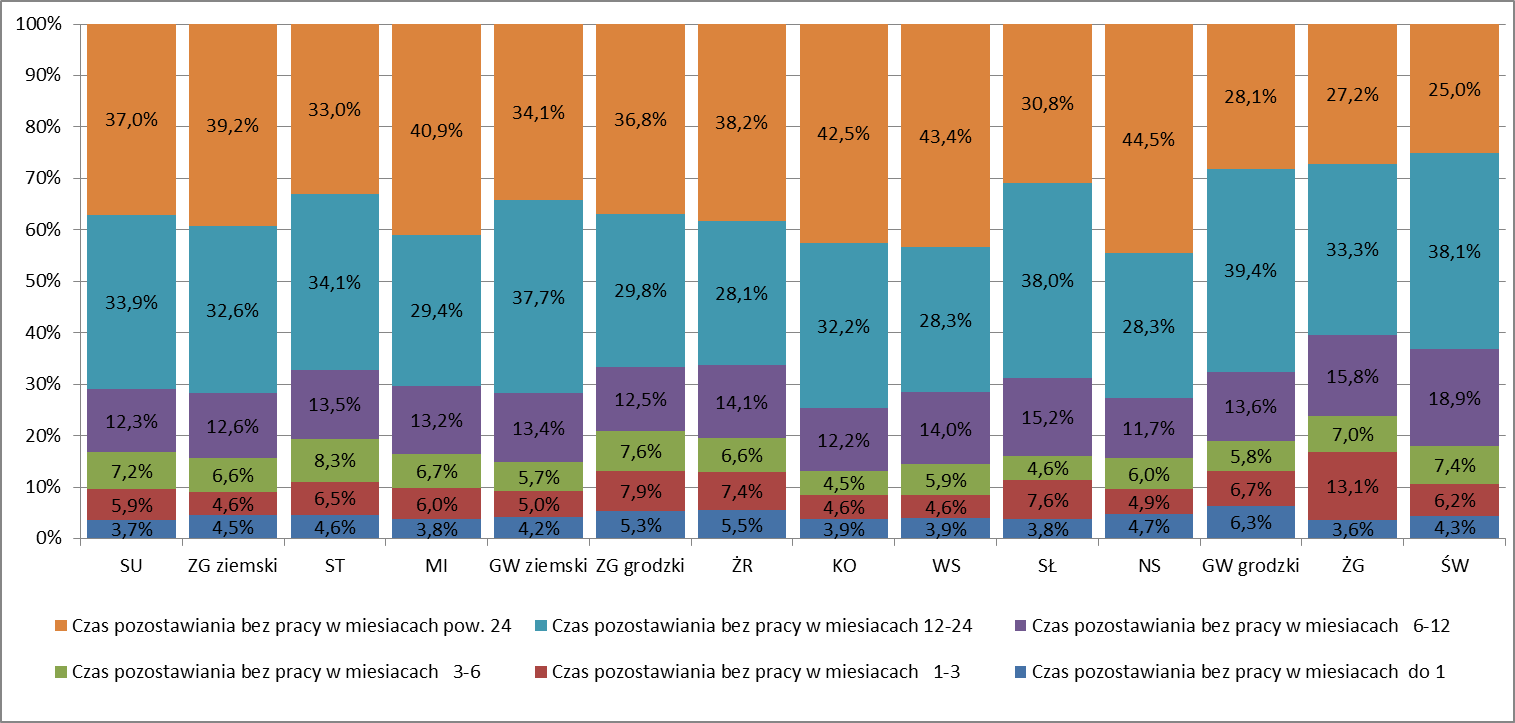 100%
90%
80%
70%
60%
50%
40%
30%
20%
10%
0%
37,0% 39,2% 33,0% 40,9% 34,1% 36,8% 38,2% 42,5% 43,4% 30,8% 44,5% 28,1% 27,2% 25,0%
33,9% 32,6% 34,1% 29,4% 37,7% 29,8% 28,1% 32,2% 28,3% 38,0% 28,3% 39,4% 33,3% 38,1%
12,3% 12,6% 13,5% 13,2% 13,4% 12,5% 14,1% 12,2% 14,0% 15,2% 11,7% 13,6% 15,8% 18,9%
7,2% 6,6% 8,3% 6,7% 5,7% 7,6% 6,6% 4,5% 5,9% 4,6% 6,0% 5,8% 7,0% 7,4%
5,9% 4,6% 6,5% 6,0% 5,0% 7,9% 7,4% 4,6% 4,6% 7,6% 4,9% 6,7% 13,1% 6,2%
3,7% 4,5% 4,6% 3,8% 4,2% 5,3% 5,5% 3,9% 3,9% 3,8% 4,7% 6,3% 3,6% 4,3%
SU ZG ziemski ST MI GW ziemski ZG grodzki ŻR KO WS SŁ NS GW grodzki ŻG ŚW
Czas pozostawiania bez pracy w miesiacach pow. 24 Czas pozostawiania bez pracy w miesiacach 12-24 Czas pozostawiania bez pracy w miesiacach 6-12
Czas pozostawiania bez pracy w miesiacach 3-6 Czas pozostawiania bez pracy w miesiacach 1-3 Czas pozostawiania bez pracy w miesiacach do 1